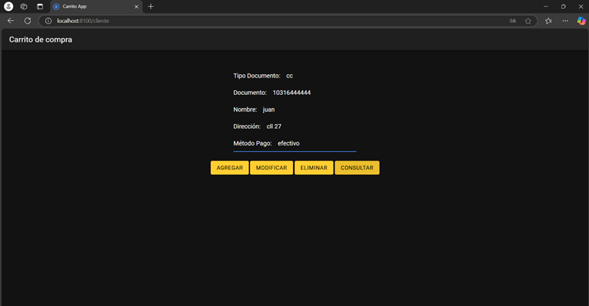 Carrito App
localhost:8100/cliente
Carrito de compra
Tipo Documento: cc
Documento: 10316444444
Nombre: juan
Dirección: cll 27
Método Pago: efectivo
AGREGAR MODIFICAR ELIMINAR CONSULTAR